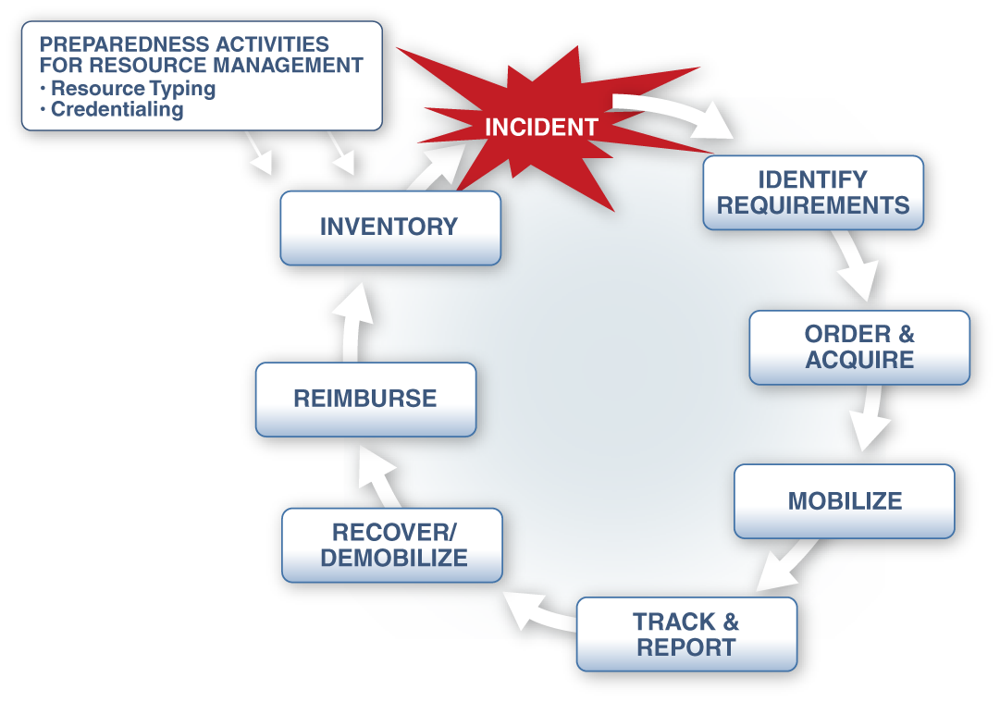 PREPAREDNESS ACTIVITIES
FOR RESOURCE MANAGEMENT
• Resource Typing
• Credentialing
INCIDENT
IDENTIFY
REQUIREMENTS
ORDER &
ACQUIRE
MOBILIZE
TRACK &
REPORT
RECOVER/
DEMOBILIZE
REIMBURSE
INVENTORY